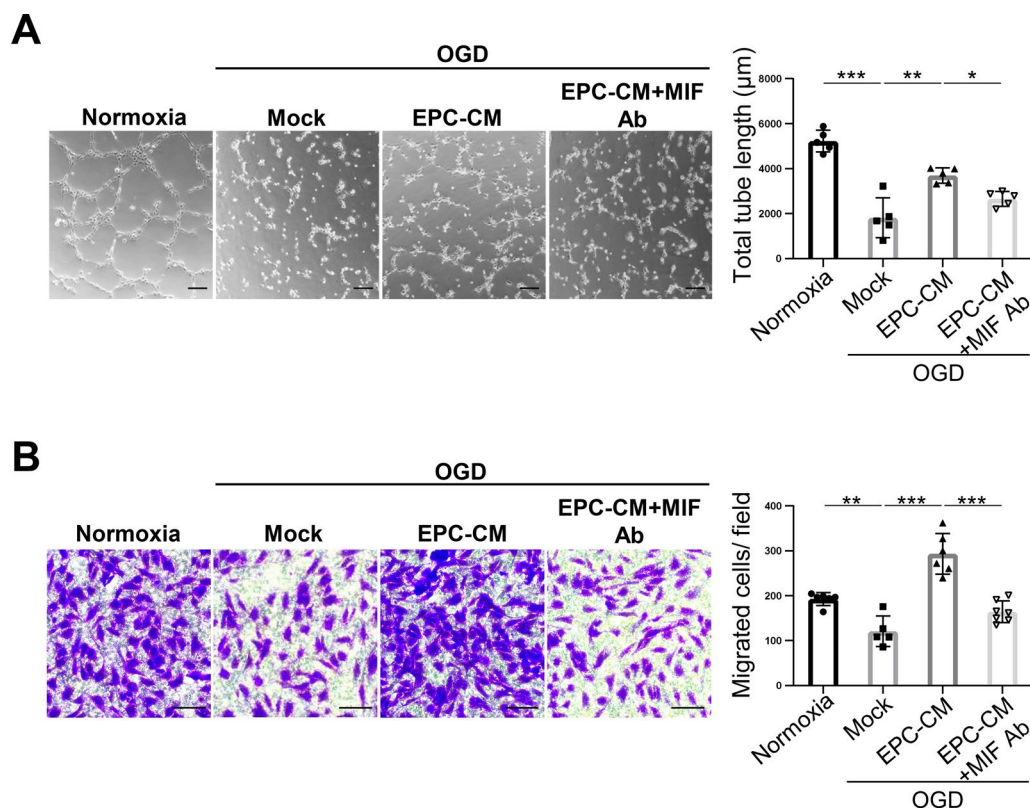 A
OGD
Normoxia
Mock
EPC-CM
EPC-CM+MIF
Ab
Total tube length (μm)
8000
6000
4000
2000
0
***
**
*
Normoxia
Mock
EPC-CM
EPC-CM
+MIF Ab
OGD
B
OGD
Normoxia
Mock
EPC-CM
EPC-CM+MIF
Ab
Migrated cells/ field
400
300
200
100
0
**
***
***
Normoxia
Mock
EPC-CM
EPC-CM
+MIF Ab
OGD